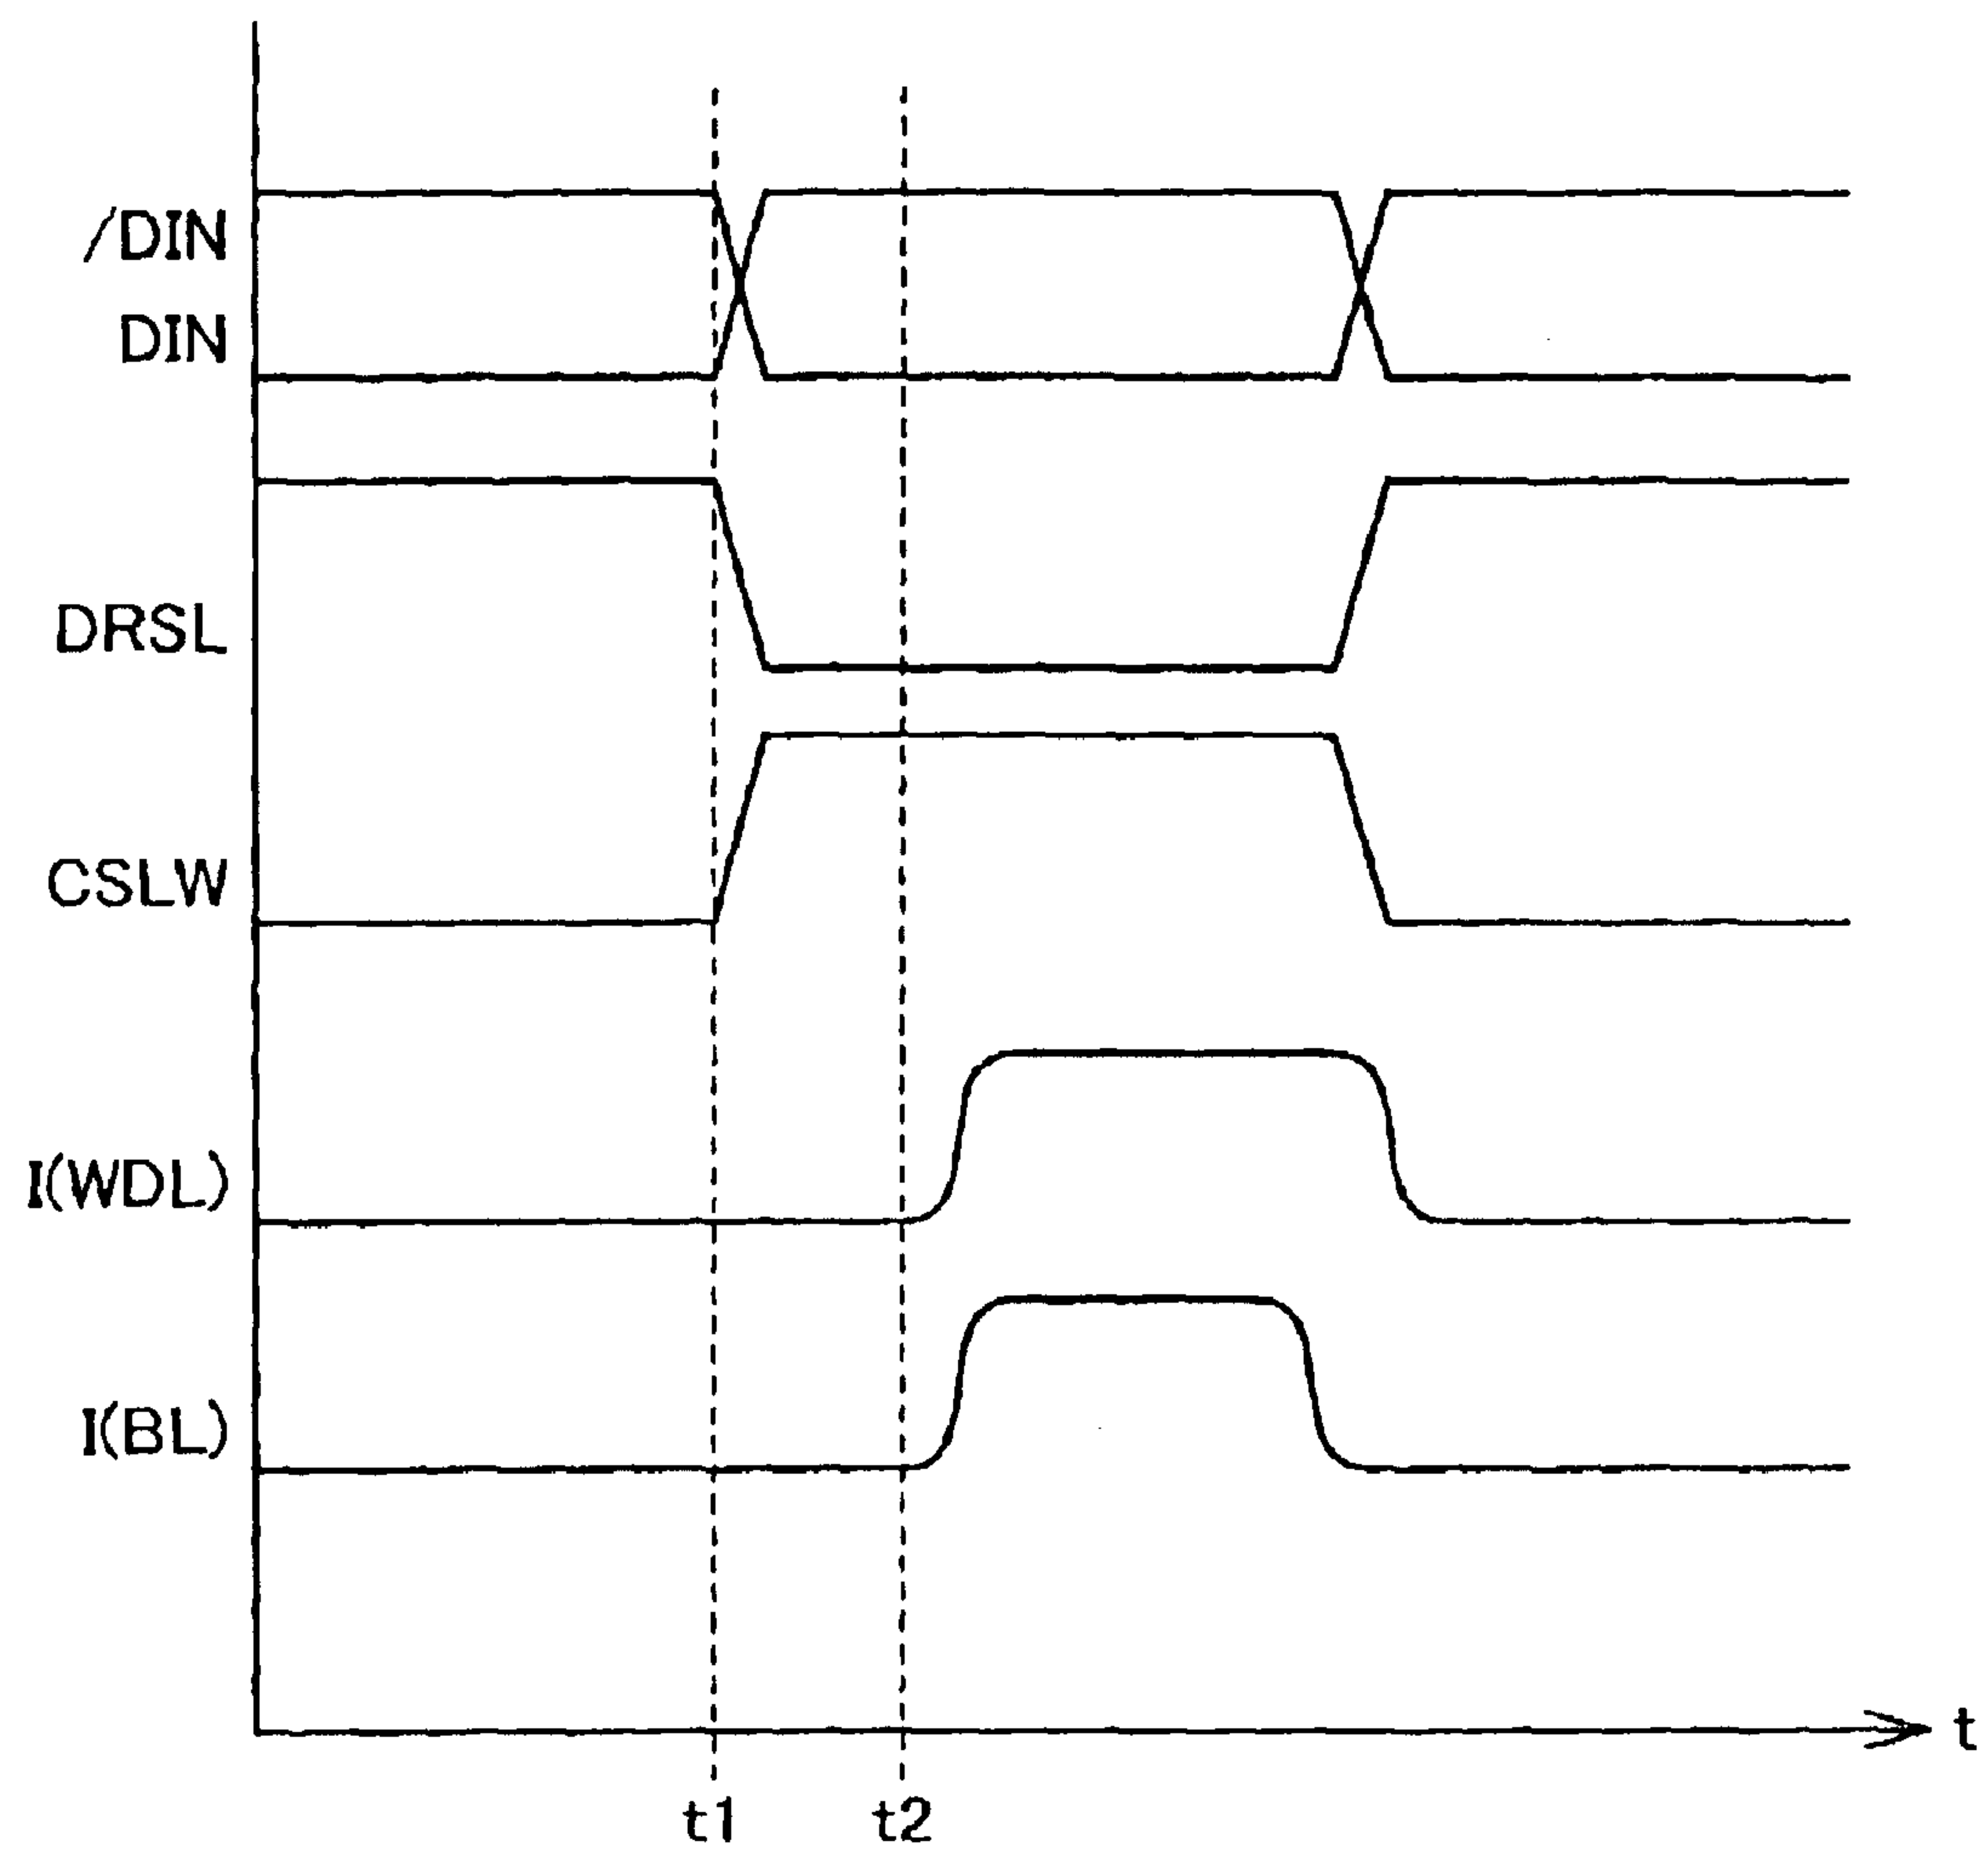 /DIN
DIN
DRSL
CSLW
I(WDL)
I(BL)
t
t1
t2